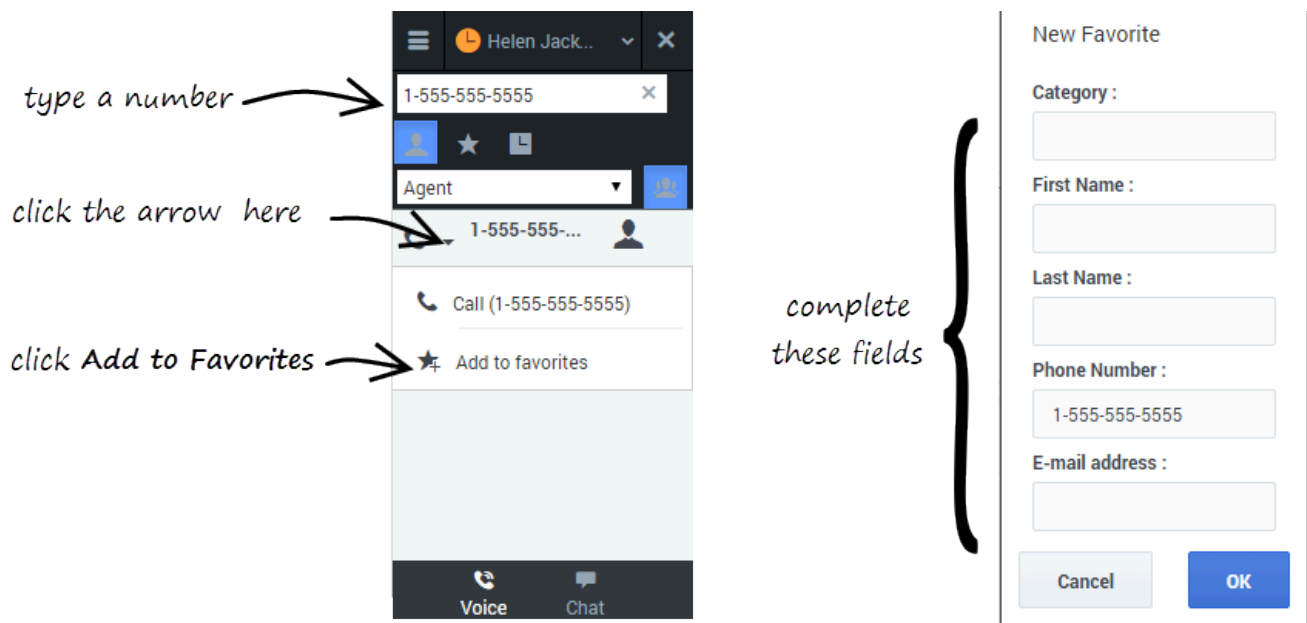 type a number
click the arrow here
click Add to Favorites
Helen Jack...
1-555-555-5555
Agent
1-555-555-...
Call (1-555-555-5555)
Add to favorites
Voice
Chat
complete
these fields
New Favorite
Category :
First Name :
Last Name :
Phone Number :
1-555-555-5555
E-mail address :
Cancel
OK